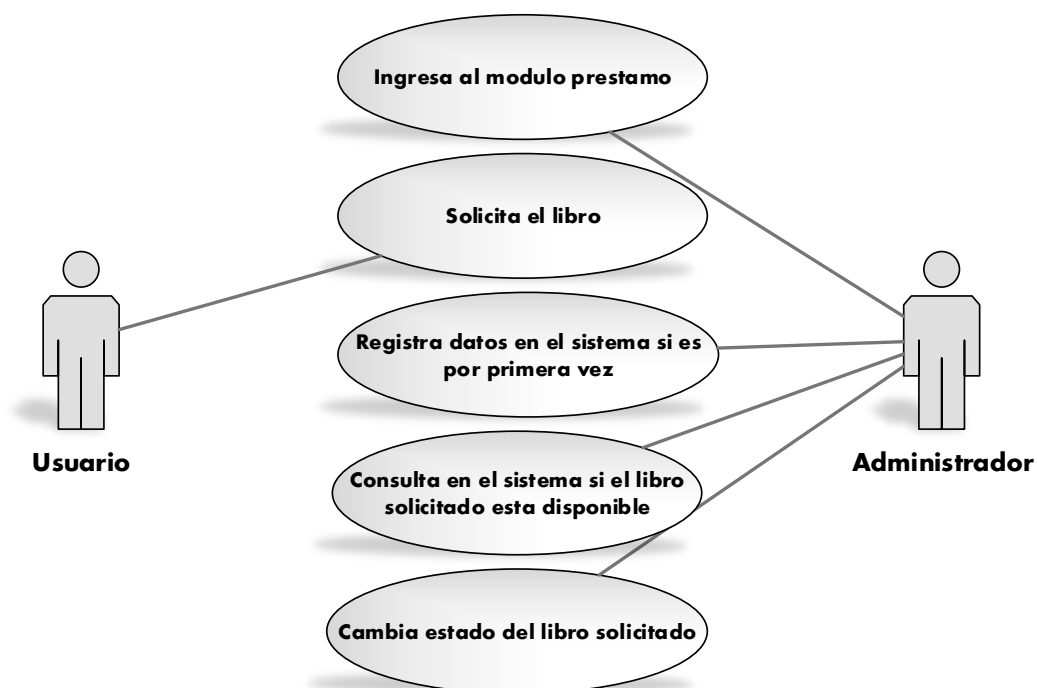 Ingresa al modulo prestamo
Solicita el libro
Registra datos en el sistema si es
por primera vez
Usuario
Administrador
Consulta en el sistema si el libro
solicitado esta disponible
Cambia estado del libro solicitado